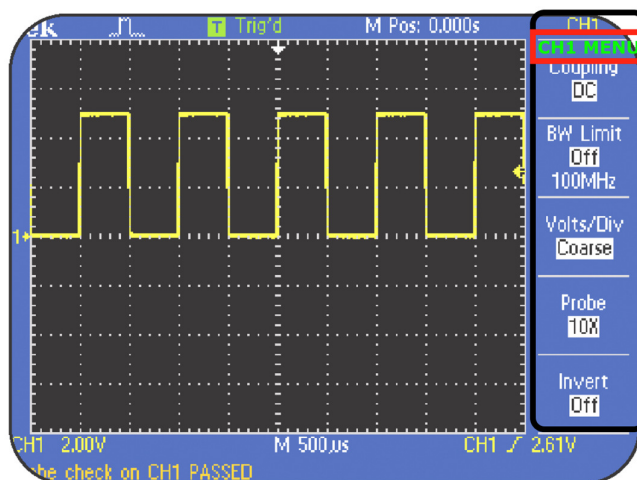 Trig'd M Pos: 0.000s CH1
CH1 MENU
Coupling
DC
BW Limit
Off
100MHz
Volts/Div
Coarse
1
Probe
10X
Invert
Off
CH1 2.00V M 500µs CH1 2.61V
check on CH1 PASSED